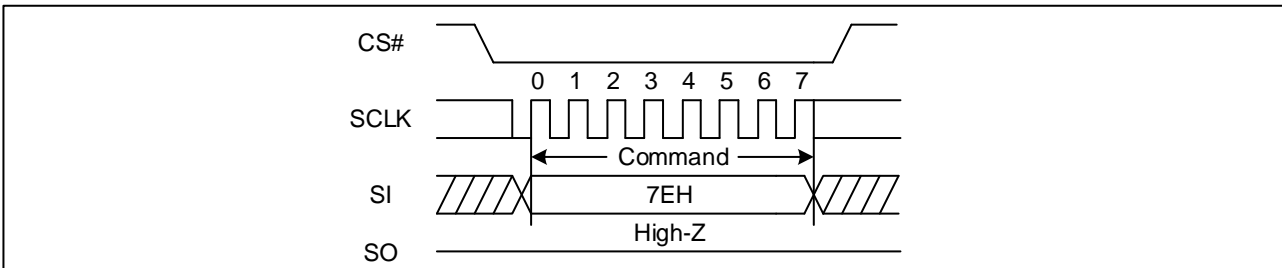 CS#
0 1 2 3 4 5 6 7
SCLK
Command
SI
7EH
High-Z
SO